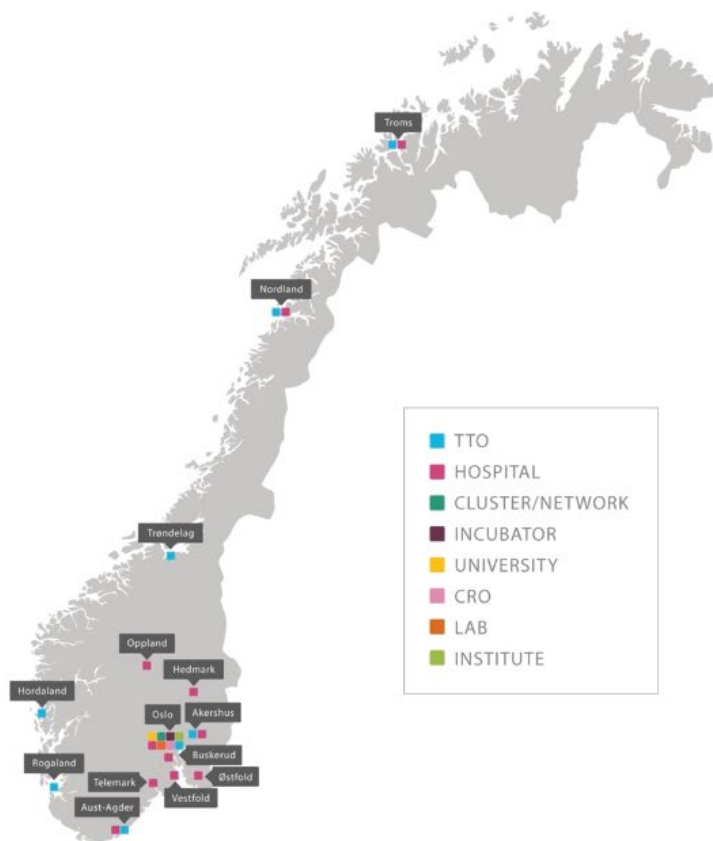 Troms
Nordland
Trøndelag
Oppland
Hedmark
Hordaland
Oslo
Akershus
Buskerud
Rogaland
Telemark
Østfold
Vestfold
Aust-Agder
TTO
HOSPITAL
CLUSTER/NETWORK
INCUBATOR
UNIVERSITY
CRO
LAB
INSTITUTE